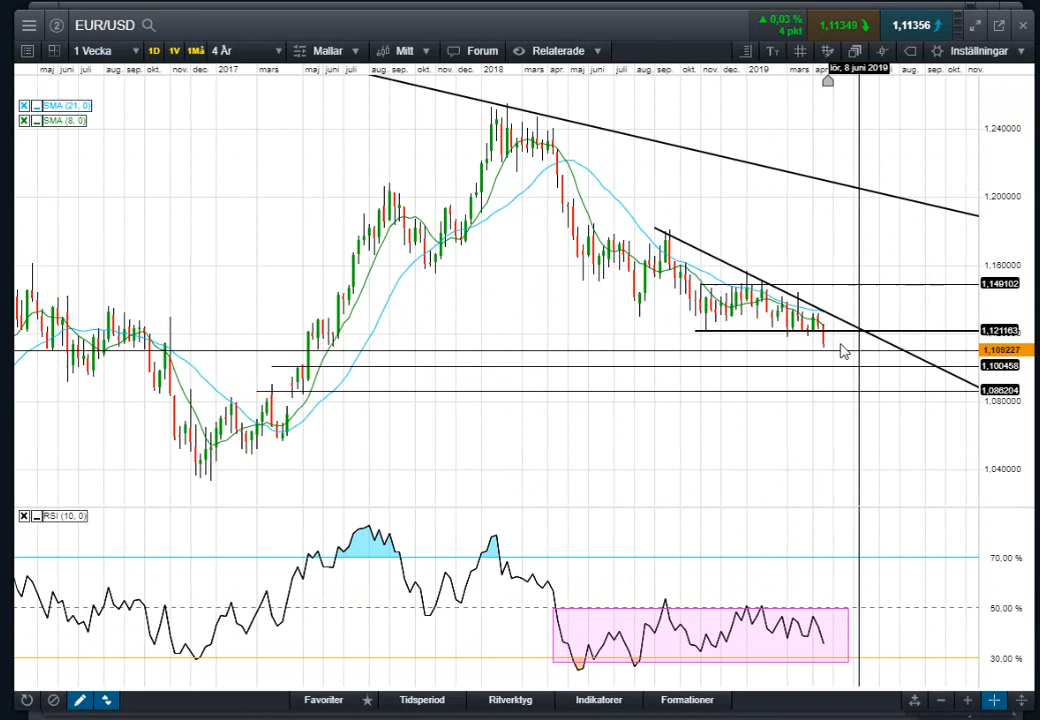 EUR/USD
▲ 0,03 %
4 pkt
1,11349
1,11356
1 Vecka
1D
1V
1Må
4 År
Mallar
Mitt
Forum
Relaterade
Inställningar
maj juni juli aug. sep. okt. nov. dec. 2017 mars maj juni juli aug. sep. okt. nov. dec. 2018 mars apr. maj juni juli aug. sep. okt. nov. dec. 2019 mars apr lör, 8 juni 2019 aug. sep. okt. nov.
SMA (21, 0)
SMA (8, 0)
1,240000
1,200000
1,160000
1,149102
1,121163
1,109227
1,100458
1,086204
1,080000
1,040000
RSI (10, 0)
70,00 %
50,00 %
30,00 %
Favoriter
Tidsperiod
Ritverktyg
Indikatorer
Formationer